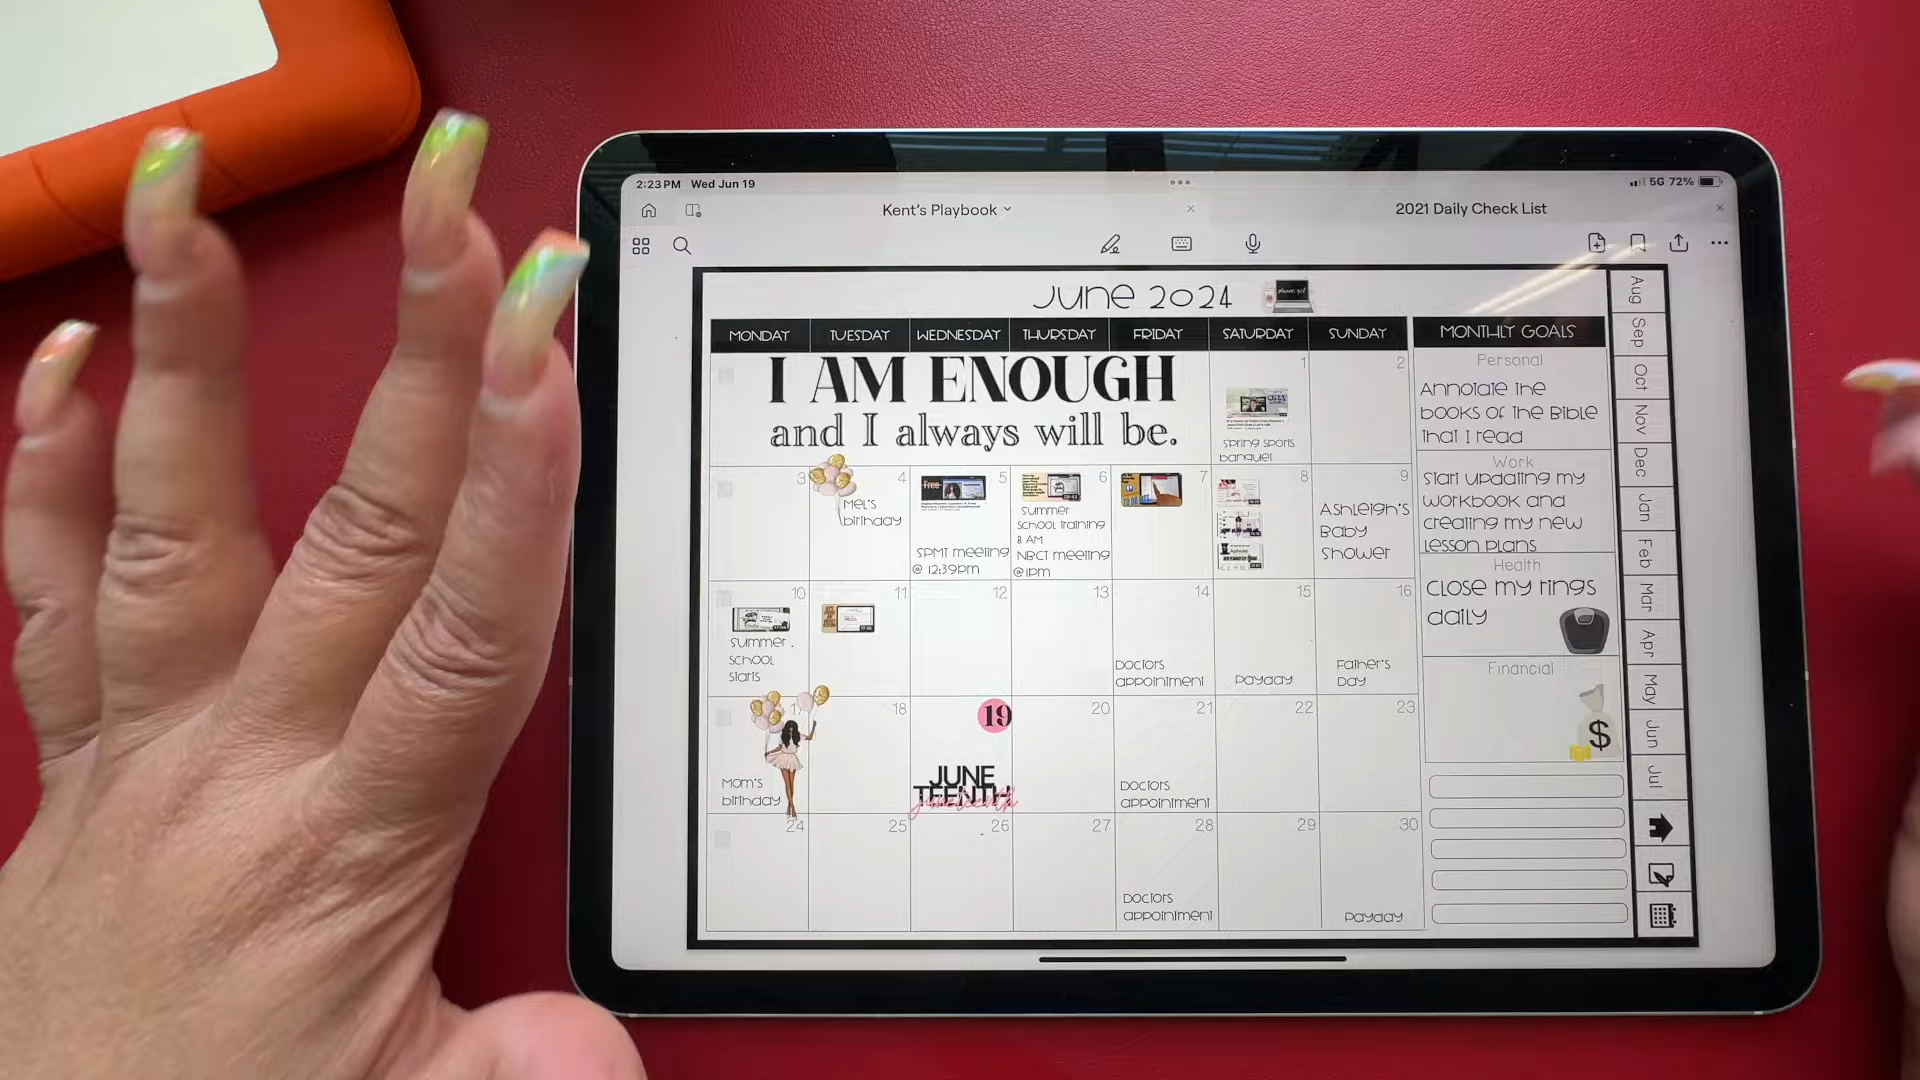 2:23 PM Wed Jun 19
5G 72%
Kent's Playbook
2021 Daily Check List
June 2024
MONDAY TUESDAY WEDNESDAY THURSDAY FRIDAY SATURDAY SUNDAY
MONTHLY GOALS
I AM ENOUGH
and I always will be.
1
spring sports
banquet
2
3
4
Mel's
birthday
5
Free
SPMT meeting
@ 12:39pm
6
summer
school training
8 AM
NBCT meeting
@ 1pm
7
8
9
Ashleigh's
Baby
Shower
10
summer
school
starts
11
12
13
14
Doctors
appointment
15
Payday
16
Father's
Day
17
Mom's
birthday
18
19
JUNE
TEENTH
juneteenth
20
21
Doctors
appointment
22
23
24
25
26
27
28
Doctors
appointment
29
30
Payday
Personal
Annotate the
books of the Bible
that I read
Work
Start updating my
workbook and
creating my new
lesson plans
Health
Close my rings
daily
Financial
$
Aug
Sep
Oct
Nov
Dec
Jan
Feb
Mar
Apr
May
Jun
Jul